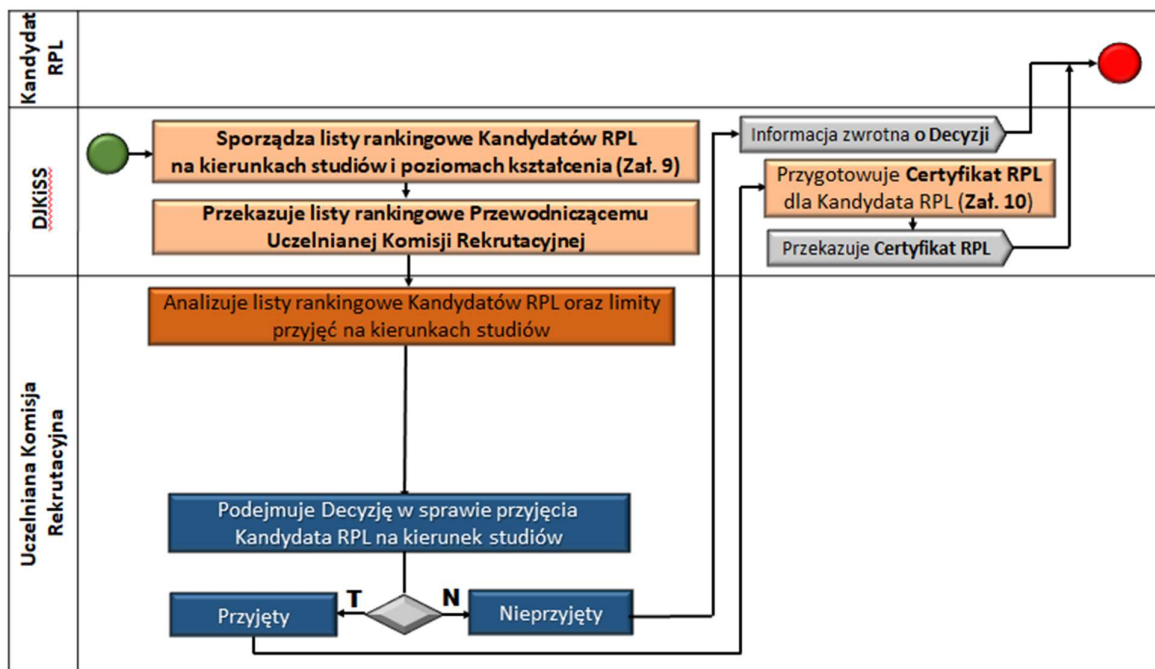 Kandydat
RPL
DJKiSS
Uczelniana Komisja
Rekrutacyjna
Sporządza listy rankingowe Kandydatów RPL
na kierunkach studiów i poziomach kształcenia (Zał. 9)
Przekazuje listy rankingowe Przewodniczącemu
Uczelnianej Komisji Rekrutacyjnej
Analizuje listy rankingowe Kandydatów RPL oraz limity
przyjęć na kierunkach studiów
Podejmuje Decyzję w sprawie przyjęcia
Kandydata RPL na kierunek studiów
T
N
Przyjęty
Nieprzyjęty
Informacja zwrotna o Decyzji
Przygotowuje Certyfikat RPL
dla Kandydata RPL (Zał. 10)
Przekazuje Certyfikat RPL